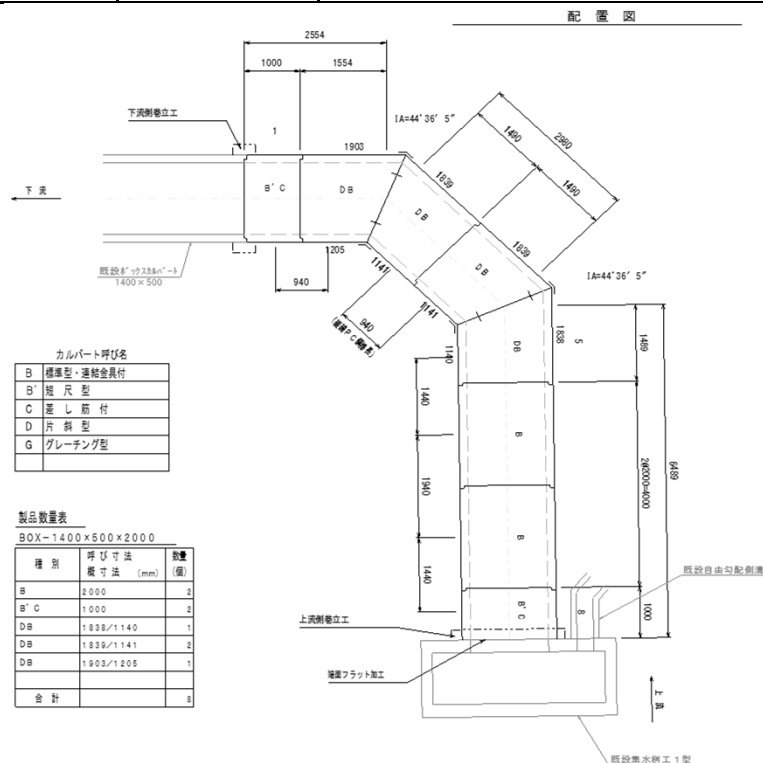 配置図
2554
1000
1554
下流側巻立工
1
1903
IA=44°36′5″
1490
2980
1490
1839
1839
B'C
DB
DB
DB
下流
既設ボックスカルバート
1400×500
1205
940
1141
1141
940
IA=44°36′5″
1838
5
1489
1140
DB
1440
B
2@2000=4000
6489
1940
B
1440
B'C
8
1000
既設自由勾配側溝
上流側巻立工
端面フラット加工
上流
既設集水桝工1型
カルバート呼び名
B 標準型・連結金具付
B' 短尺型
C 差し筋付
D 片斜型
G グレーチング型
製品数量表
BOX-1400×500×2000
種別 呼び寸法 概寸法 (mm) 数量 (個)
B 2000 2
B'C 1000 2
DB 1838/1140 1
DB 1839/1141 2
DB 1903/1205 1
合計 8